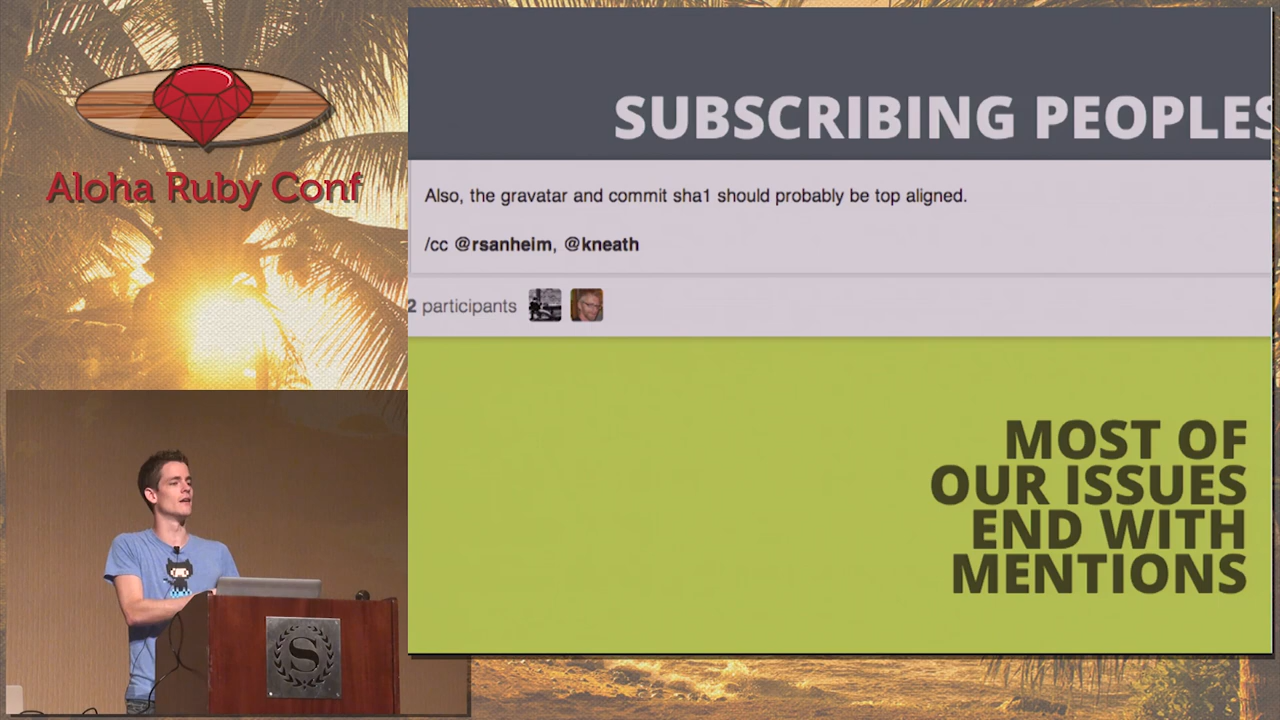 Aloha Ruby Conf
SUBSCRIBING PEOPLES
Also, the gravatar and commit sha1 should probably be top aligned.
/cc @rsanheim, @kneath
2 participants
MOST OF
OUR ISSUES
END WITH
MENTIONS
S